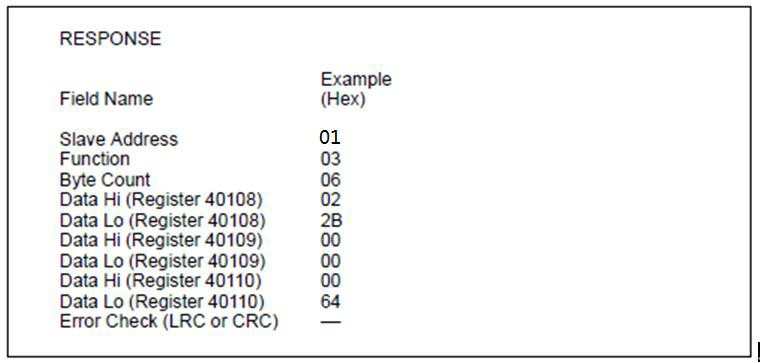 RESPONSE
Example
Field Name (Hex)
Slave Address 01
Function 03
Byte Count 06
Data Hi (Register 40108) 02
Data Lo (Register 40108) 2B
Data Hi (Register 40109) 00
Data Lo (Register 40109) 00
Data Hi (Register 40110) 00
Data Lo (Register 40110) 64
Error Check (LRC or CRC) —